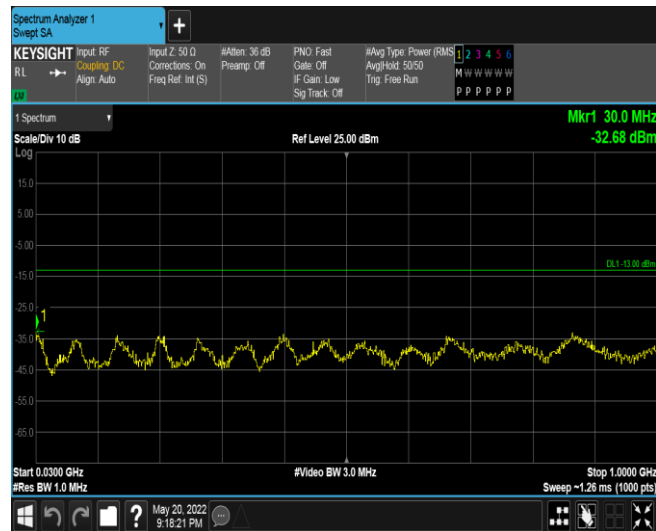 Spectrum Analyzer 1
Swept SA
+
KEYSIGHT
RL
Input: RF
Coupling: DC
Align: Auto
Input Z: 50 Ω
Corrections: On
Freq Ref: Int (S)
#Atten: 36 dB
Preamp: Off
PNO: Fast
Gate: Off
IF Gain: Low
Sig Track: Off
#Avg Type: Power (RMS
Avg|Hold: 50/50
Trig: Free Run
1 2 3 4 5 6
M W W W W W
P P P P P P
1 Spectrum
Mkr1 30.0 MHz
Scale/Div 10 dB
Ref Level 25.00 dBm
-32.68 dBm
Log
15.0
5.00
-5.00
DL1 -13.00 dBm
-15.0
-25.0
1
-35.0
-45.0
-55.0
-65.0
Start 0.0300 GHz
#Video BW 3.0 MHz
Stop 1.0000 GHz
#Res BW 1.0 MHz
Sweep ~1.26 ms (1000 pts)
?
May 20, 2022
9:18:21 PM